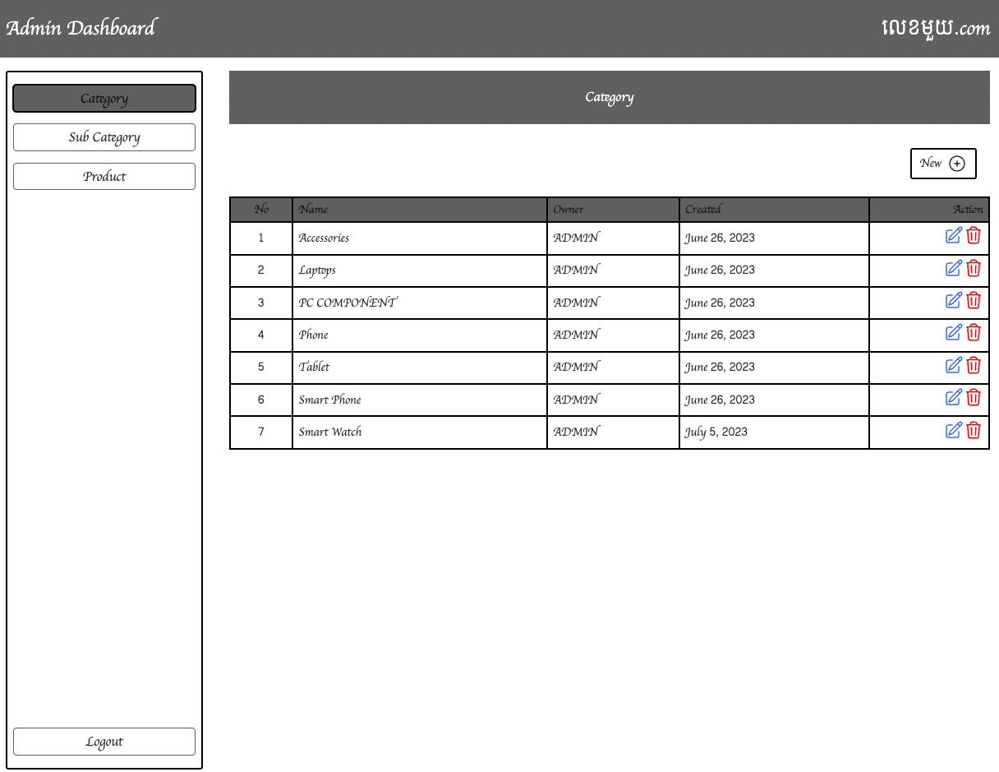 Admin Dashboard លេខមួយ.com
Category
Sub Category
Product
Logout
Category
New
No Name Owner Created Action
1 Accessories ADMIN June 26, 2023
2 Laptops ADMIN June 26, 2023
3 PC COMPONENT ADMIN June 26, 2023
4 Phone ADMIN June 26, 2023
5 Tablet ADMIN June 26, 2023
6 Smart Phone ADMIN June 26, 2023
7 Smart Watch ADMIN July 5, 2023